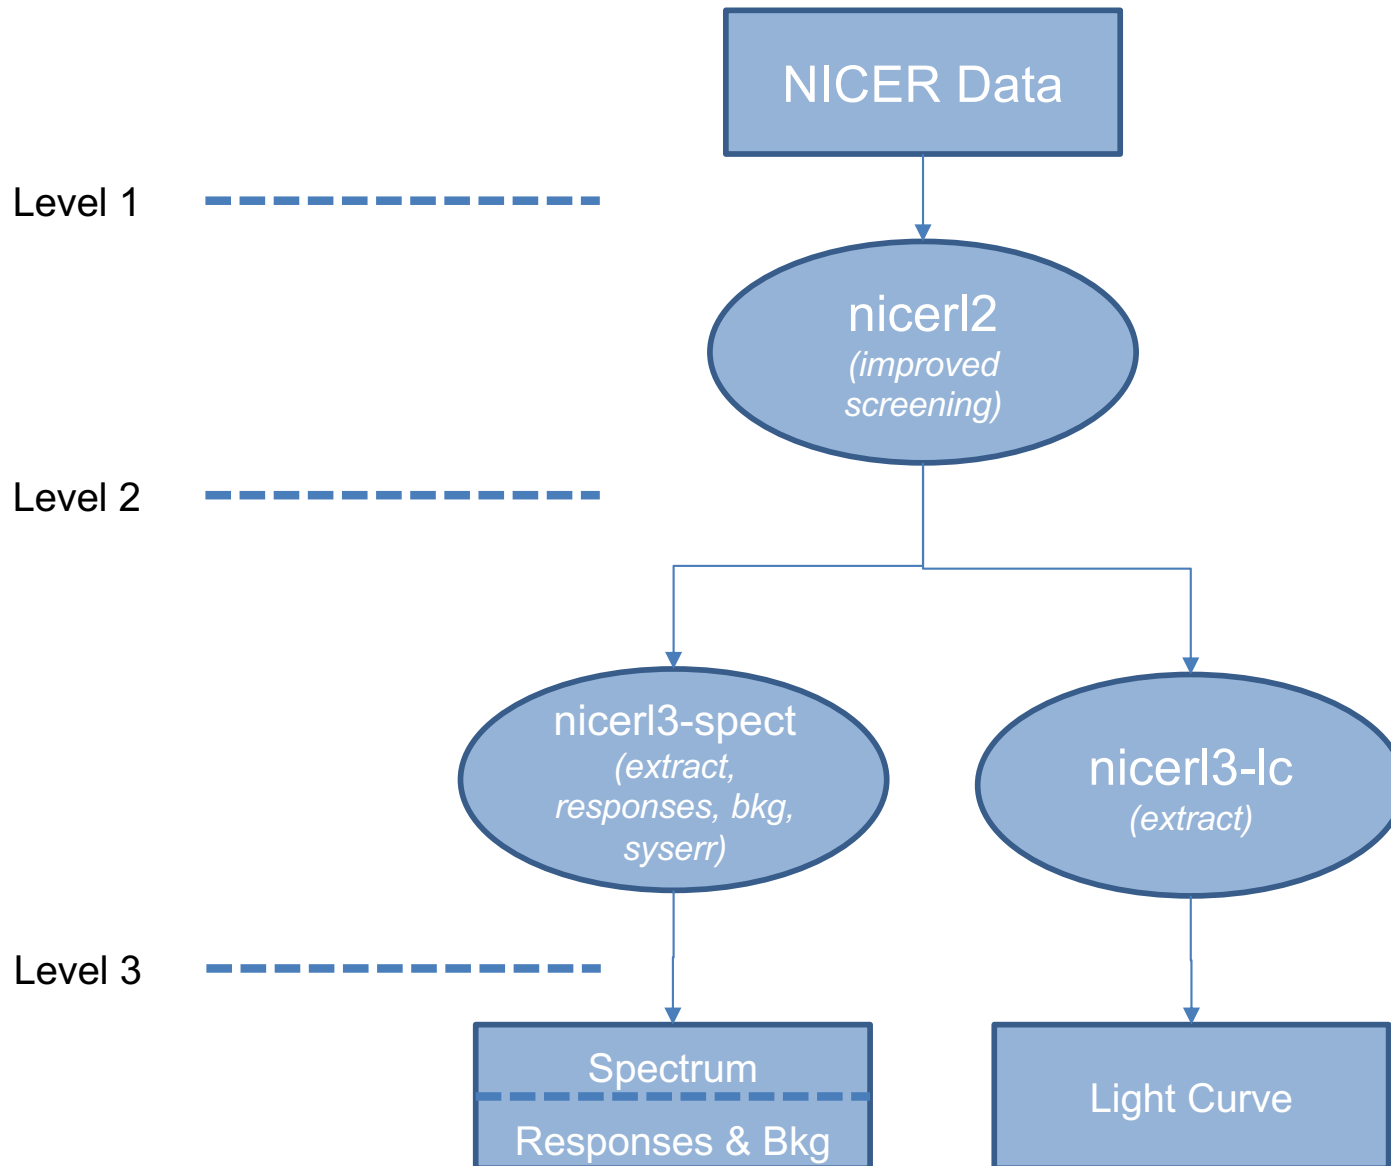 NICER Data
Level 1
nicerl2
(improved
screening)
Level 2
nicerl3-spect
(extract,
responses, bkg,
syserr)
nicerl3-lc
(extract)
Level 3
Spectrum
Responses & Bkg
Light Curve